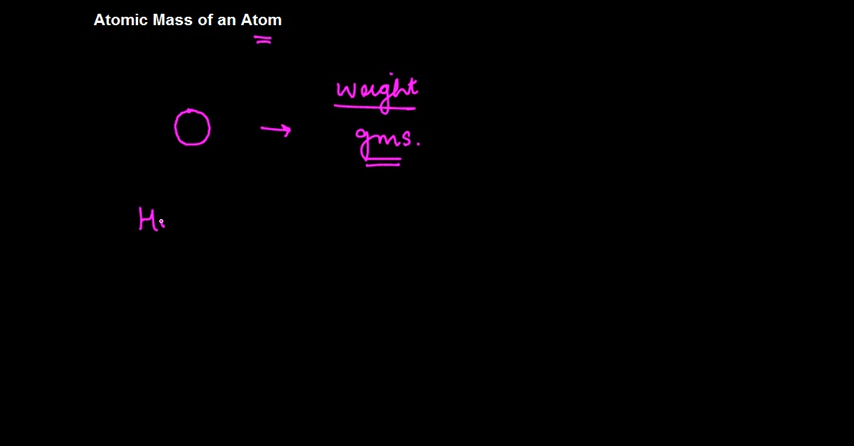 Atomic Mass of an Atom
weight
gms.
H